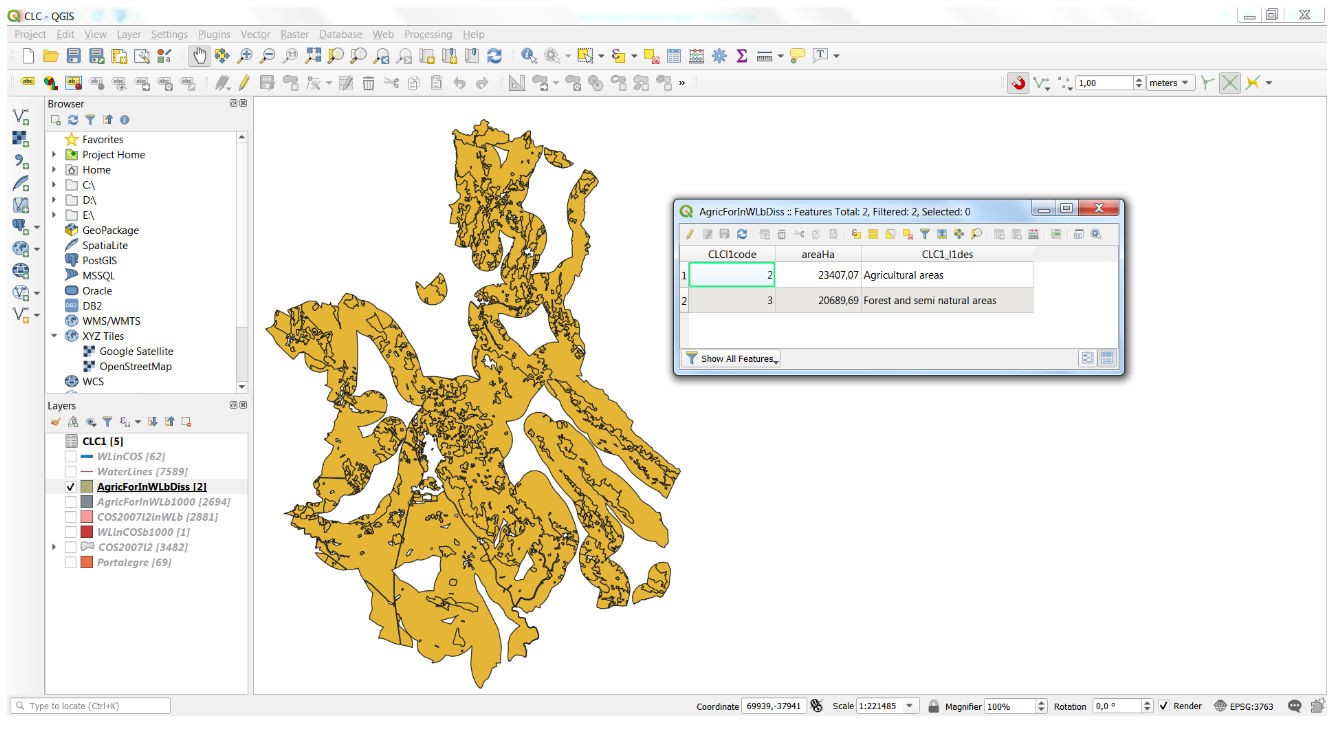 CLC - QGIS
Project Edit View Layer Settings Plugins Vector Raster Database Web Processing Help
1,00 meters
Browser
Favorites
Project Home
Home
C:\
D:\
E:\
GeoPackage
SpatiaLite
PostGIS
MSSQL
Oracle
DB2
WMS/WMTS
XYZ Tiles
Google Satellite
OpenStreetMap
WCS
Layers
CLC1 [5]
WLinCOS [62]
WaterLines [7589]
AgricForInWLbDiss [2]
AgricForInWLb1000 [2694]
COS2007l2inWLb [2881]
WLinCOSb1000 [1]
COS2007l2 [3482]
Portalegre [69]
AgricForInWLbDiss :: Features Total: 2, Filtered: 2, Selected: 0
CLCl1code areaHa CLC1_l1des
1 2 23407,07 Agricultural areas
2 3 20689,69 Forest and semi natural areas
Show All Features
Type to locate (Ctrl+K)
Coordinate 69939,-37941 Scale 1:221485 Magnifier 100% Rotation 0,0 ° Render EPSG:3763